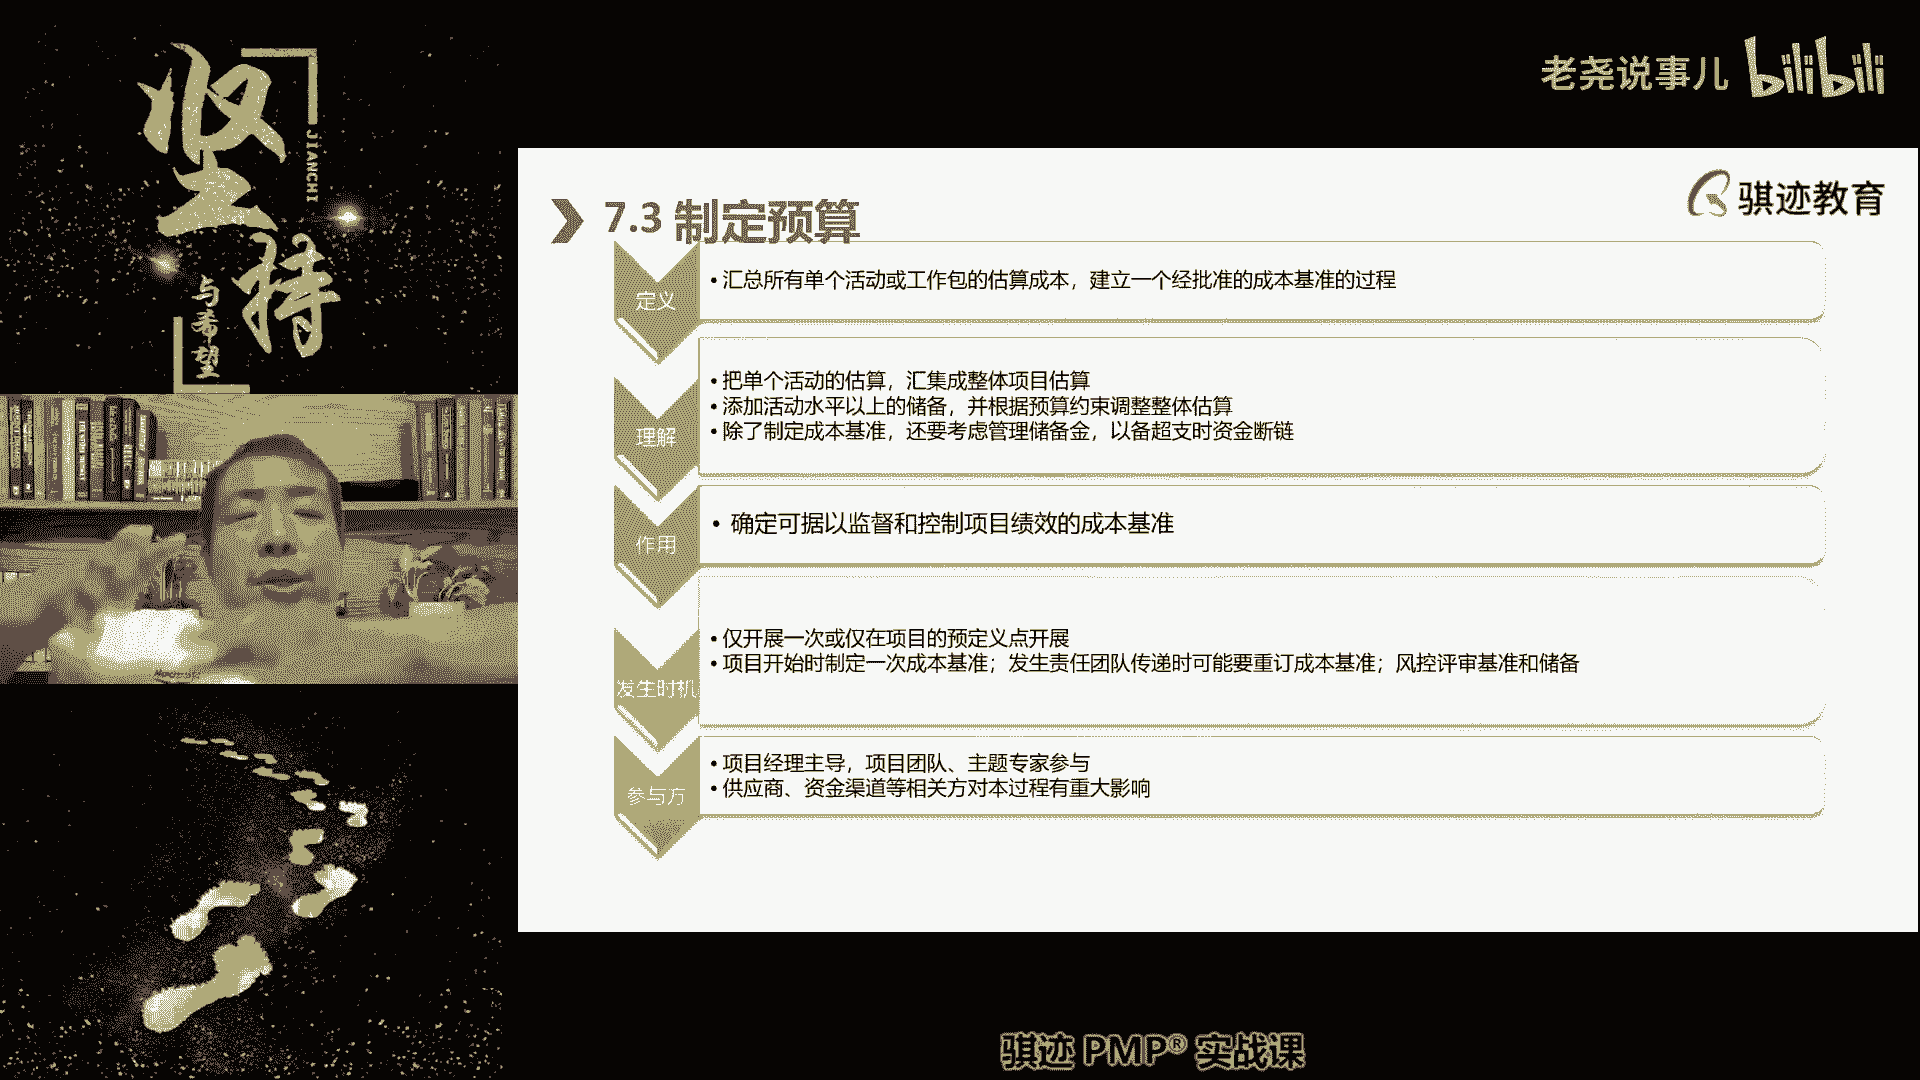 坚持
JIANCHI
与希望
老尧说事儿 bilibili
骐迹教育
7.3 制定预算
定义
• 汇总所有单个活动或工作包的估算成本，建立一个经批准的成本基准的过程
理解
• 把单个活动的估算，汇集成整体项目估算
• 添加活动水平以上的储备，并根据预算约束调整整体估算
• 除了制定成本基准，还要考虑管理储备金，以备超支时资金断链
作用
• 确定可据以监督和控制项目绩效的成本基准
发生时机
• 仅开展一次或仅在项目的预定义点开展
• 项目开始时制定一次成本基准；发生责任团队传递时可能要重订成本基准；风控评审基准和储备
参与方
• 项目经理主导，项目团队、主题专家参与
• 供应商、资金渠道等相关方对本过程有重大影响
骐迹 PMP® 实战课